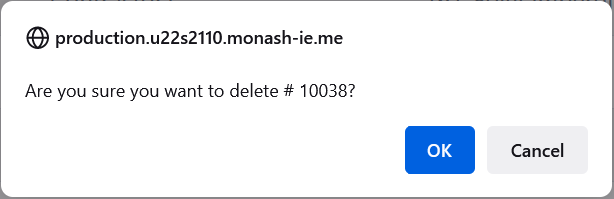 production.u22s2110.monash-ie.me
Are you sure you want to delete # 10038?
OK
Cancel